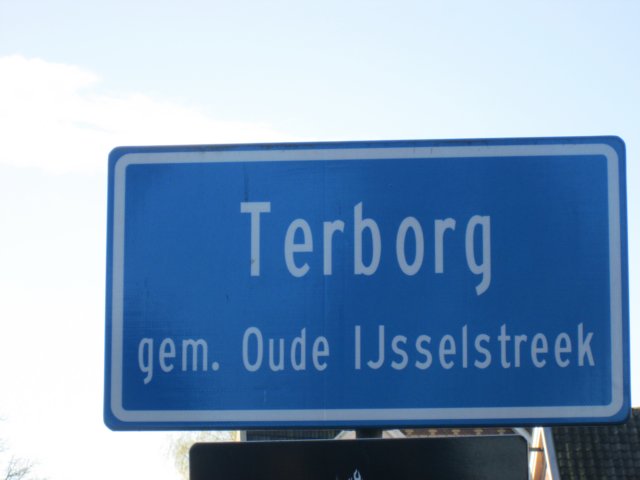 Terborg
gem. Oude IJsselstreek